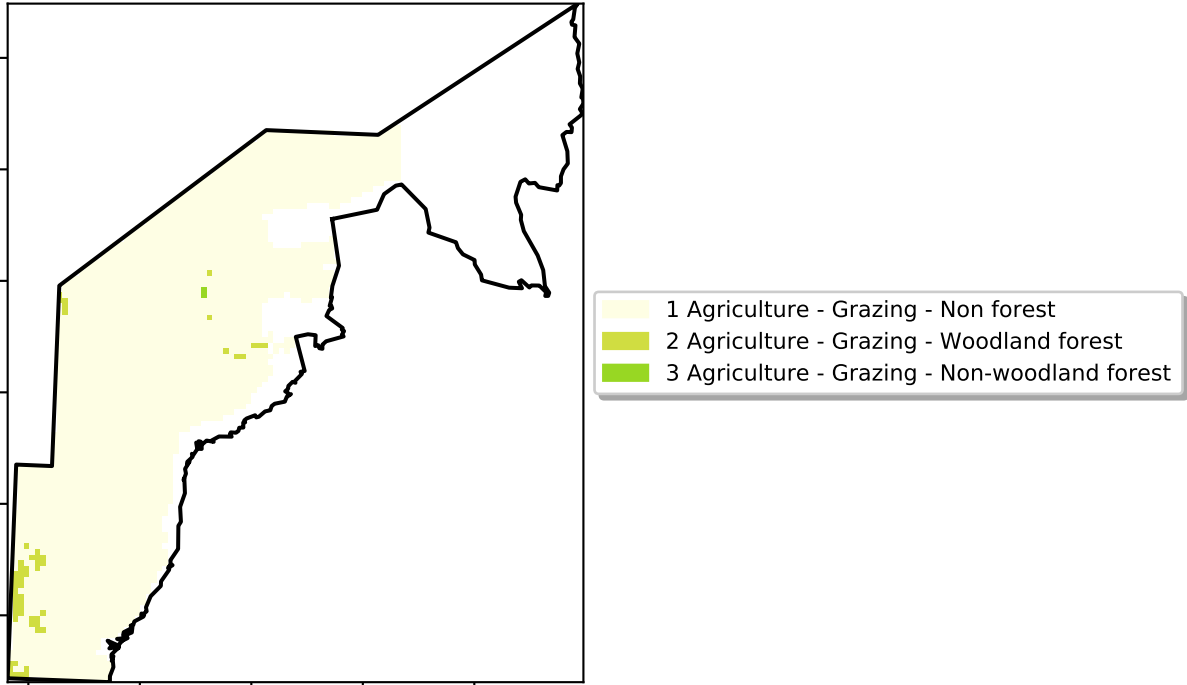 1 Agriculture - Grazing - Non forest
2 Agriculture - Grazing - Woodland forest
3 Agriculture - Grazing - Non-woodland forest